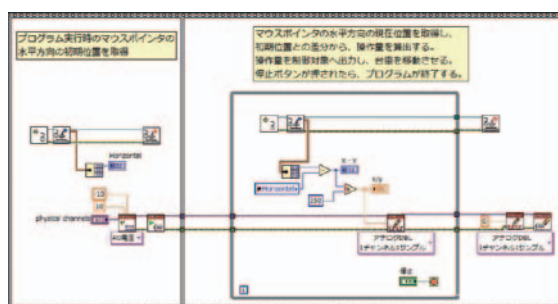 プログラム実行時のマウスポインタの
水平方向の初期位置を取得
マウスポインタの水平方向の現在位置を取得し、
初期位置との差分から、操作量を算出する。
操作量を制御対象へ出力し、台車を移動させる。
停止ボタンが押されたら、プログラムが終了する。
Horizontal
X - Y
Horizontal
X/Y
250
-10
10
physical channels
AO電圧
アナログDBL
1チャンネル1サンプル
アナログDBL
1チャンネル1サンプル
0
停止
i